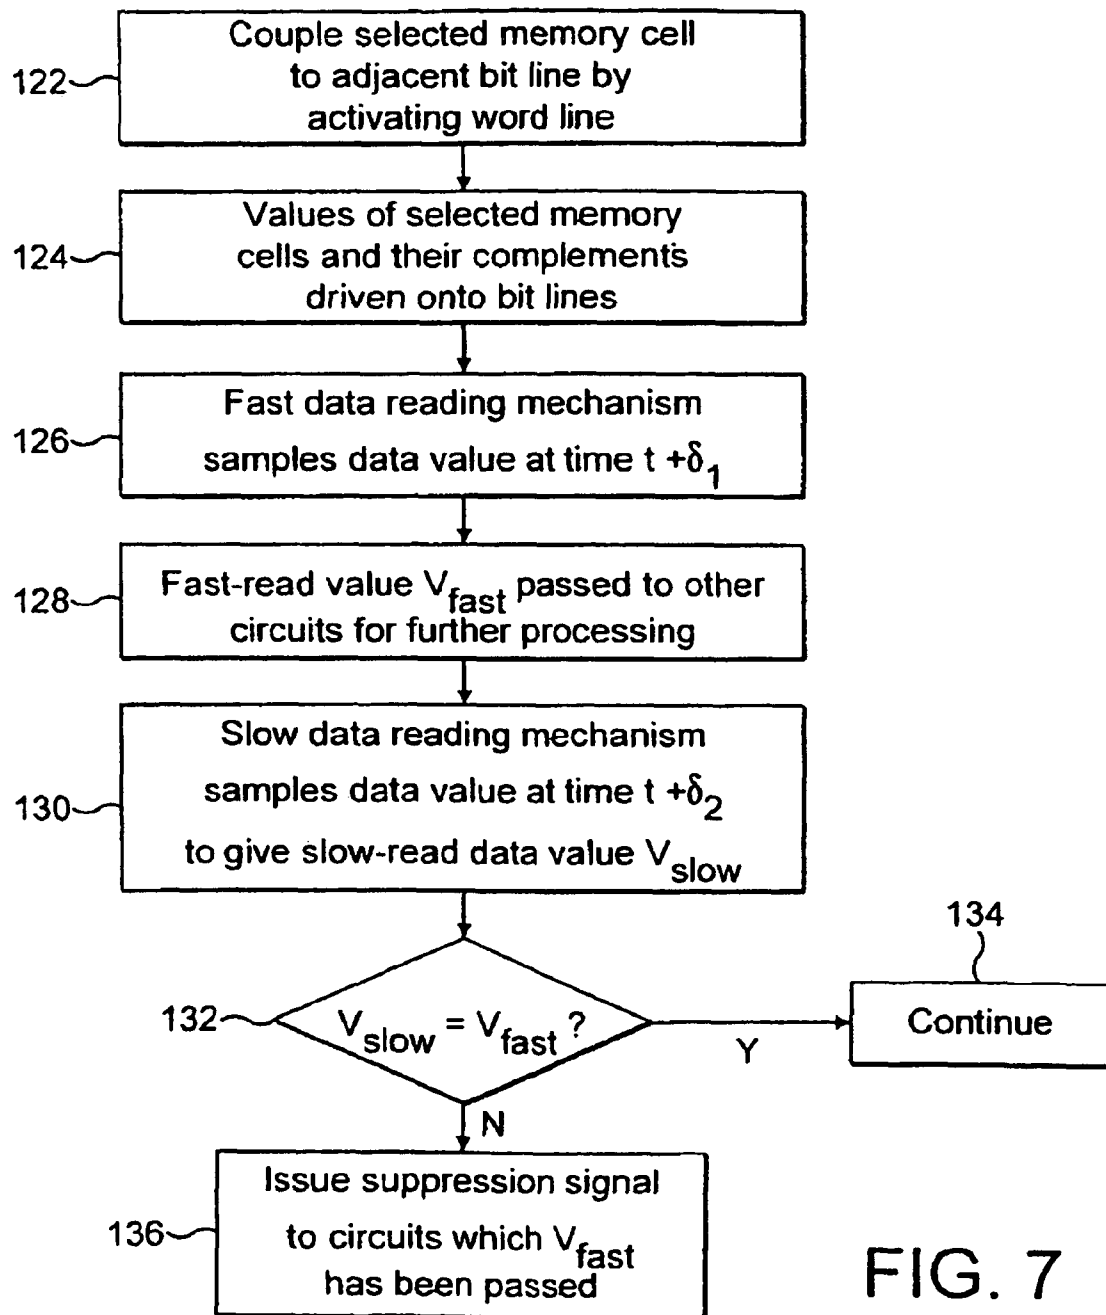 Couple selected memory cell
to adjacent bit line by
activating word line
122
Values of selected memory
cells and their complements
driven onto bit lines
124
Fast data reading mechanism
samples data value at time t +δ1
126
Fast-read value Vfast passed to other
circuits for further processing
128
Slow data reading mechanism
samples data value at time t +δ2
to give slow-read data value Vslow
130
134
132
Vslow = Vfast ?
Y
Continue
N
Issue suppression signal
to circuits which Vfast
has been passed
136
FIG. 7